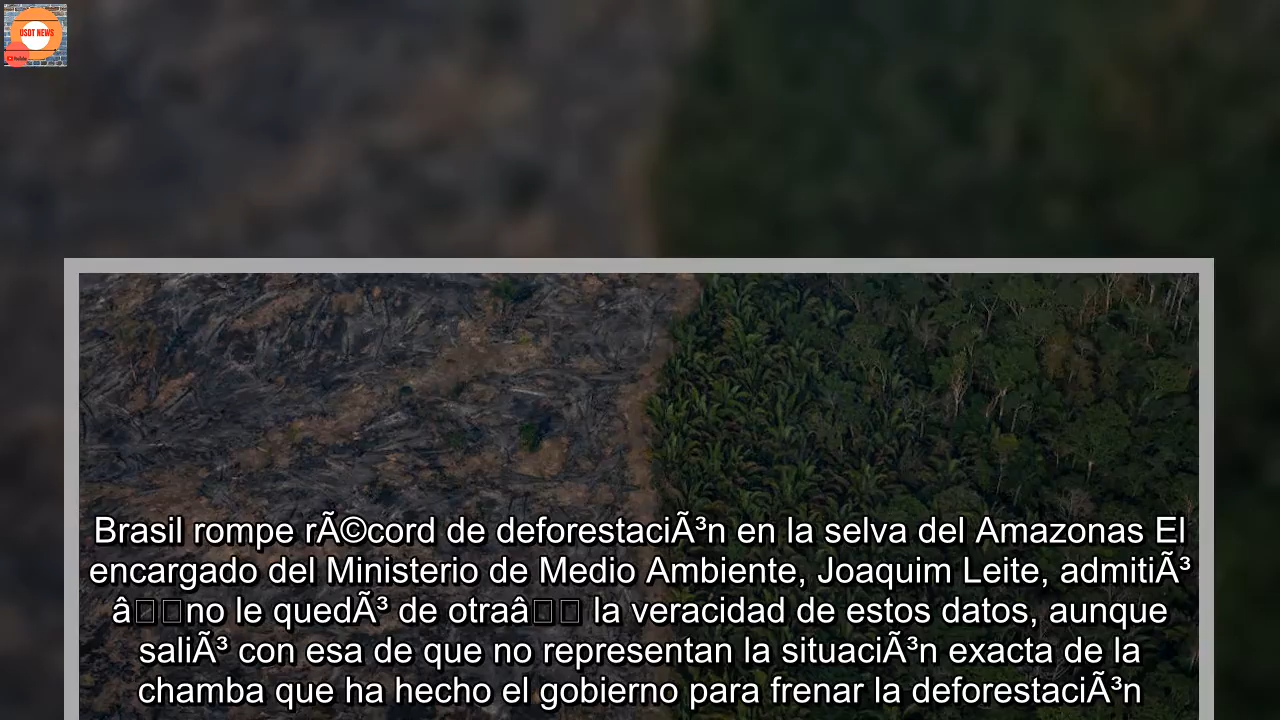 USDT NEWS
YouTube
Brasil rompe rÃ©cord de deforestaciÃ³n en la selva del Amazonas El
encargado del Ministerio de Medio Ambiente, Joaquim Leite, admitiÃ³
â□□no le quedÃ³ de otraâ□□ la veracidad de estos datos, aunque
saliÃ³ con esa de que no representan la situaciÃ³n exacta de la
chamba que ha hecho el gobierno para frenar la deforestaciÃ³n